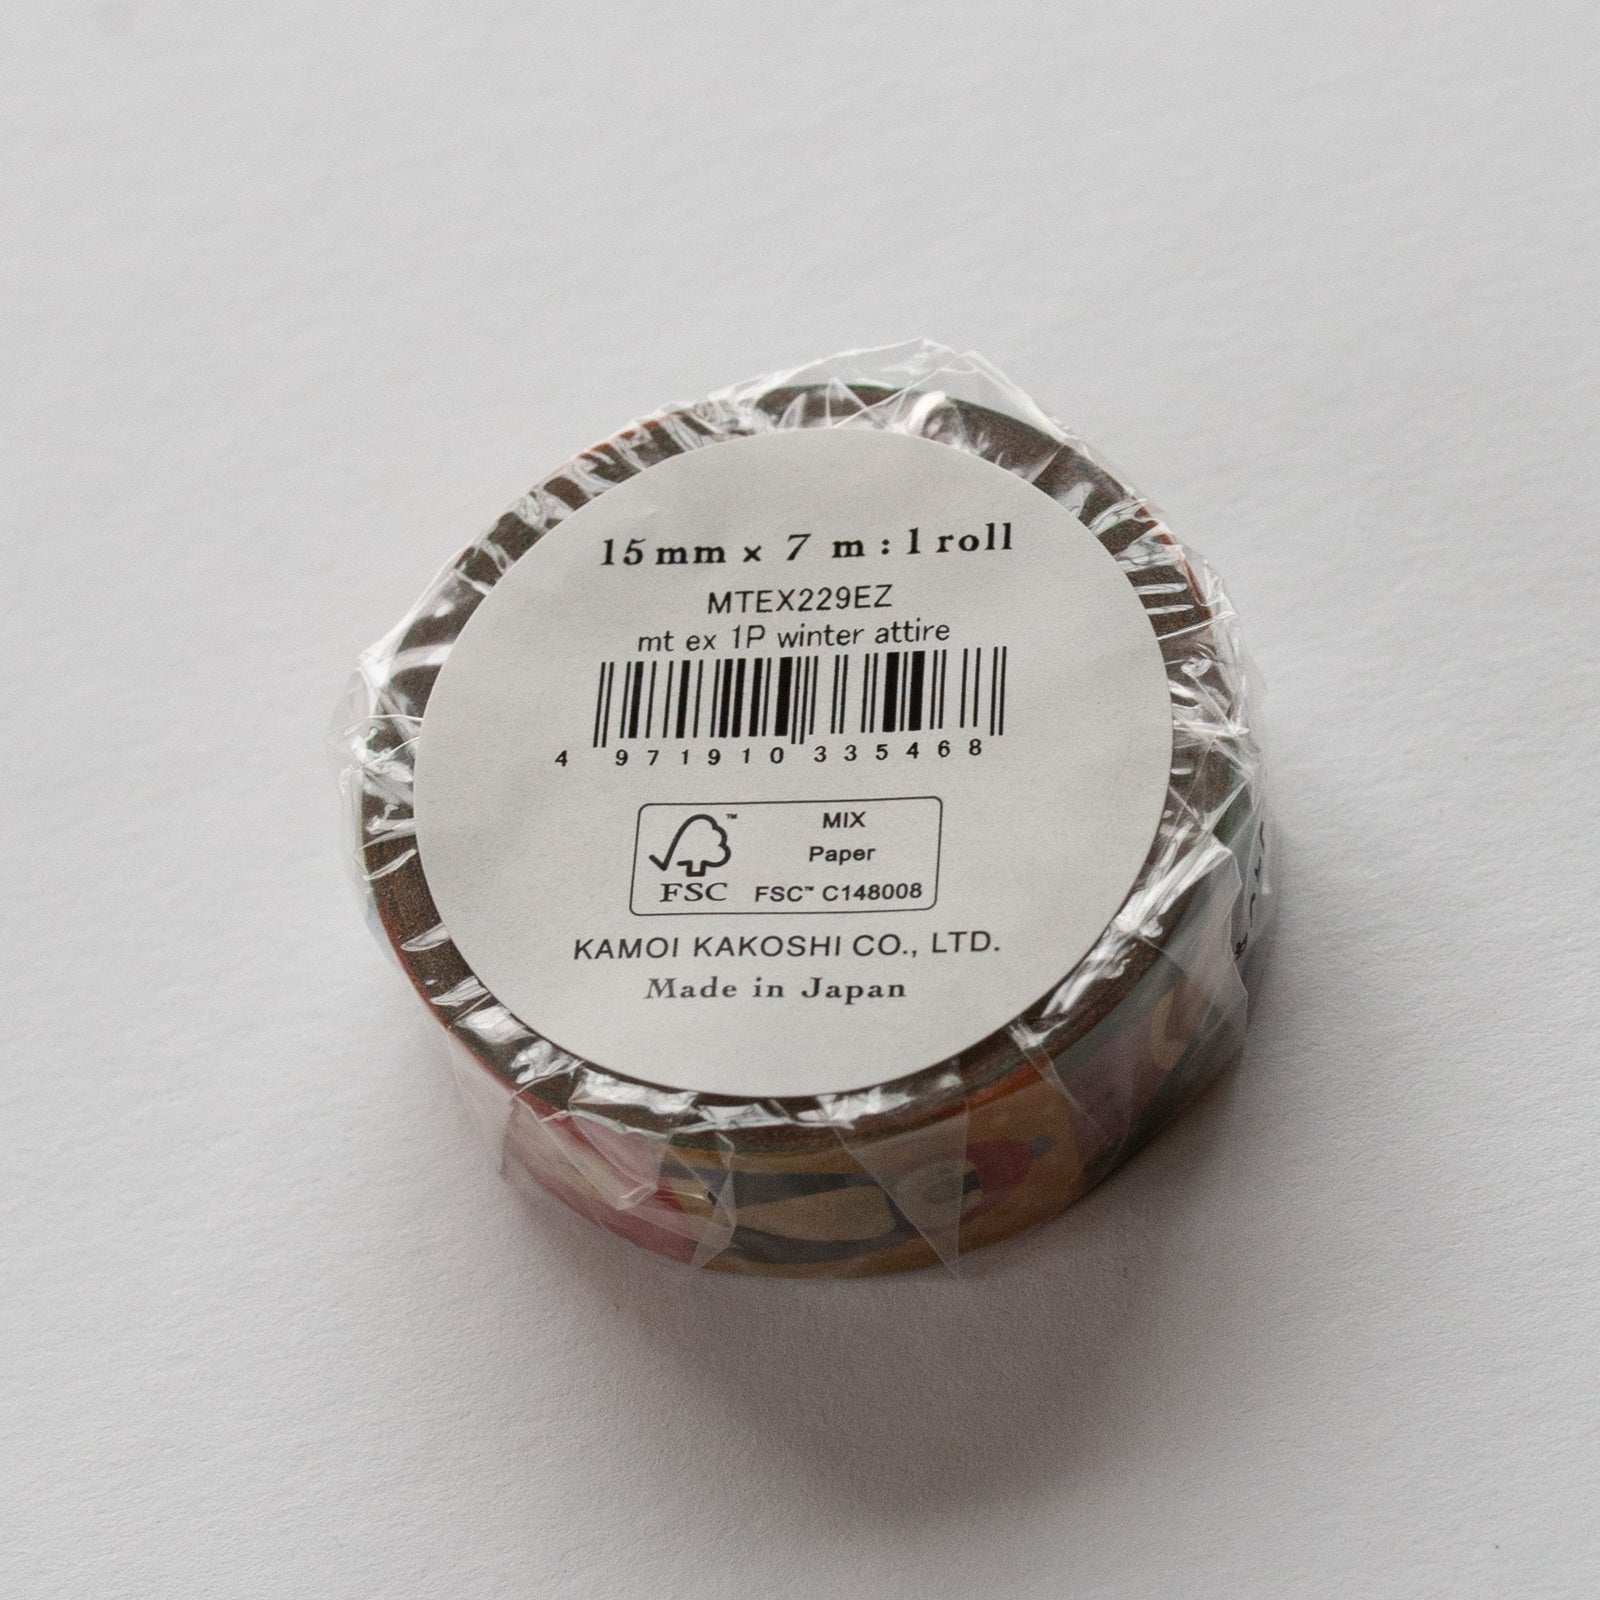 15mm × 7 m : 1 roll
MTEX229EZ
mt ex 1P winter attire
4 971910 335468
™
MIX
Paper
FSC
FSC™ C148008
KAMOI KAKOSHI CO., LTD.
Made in Japan